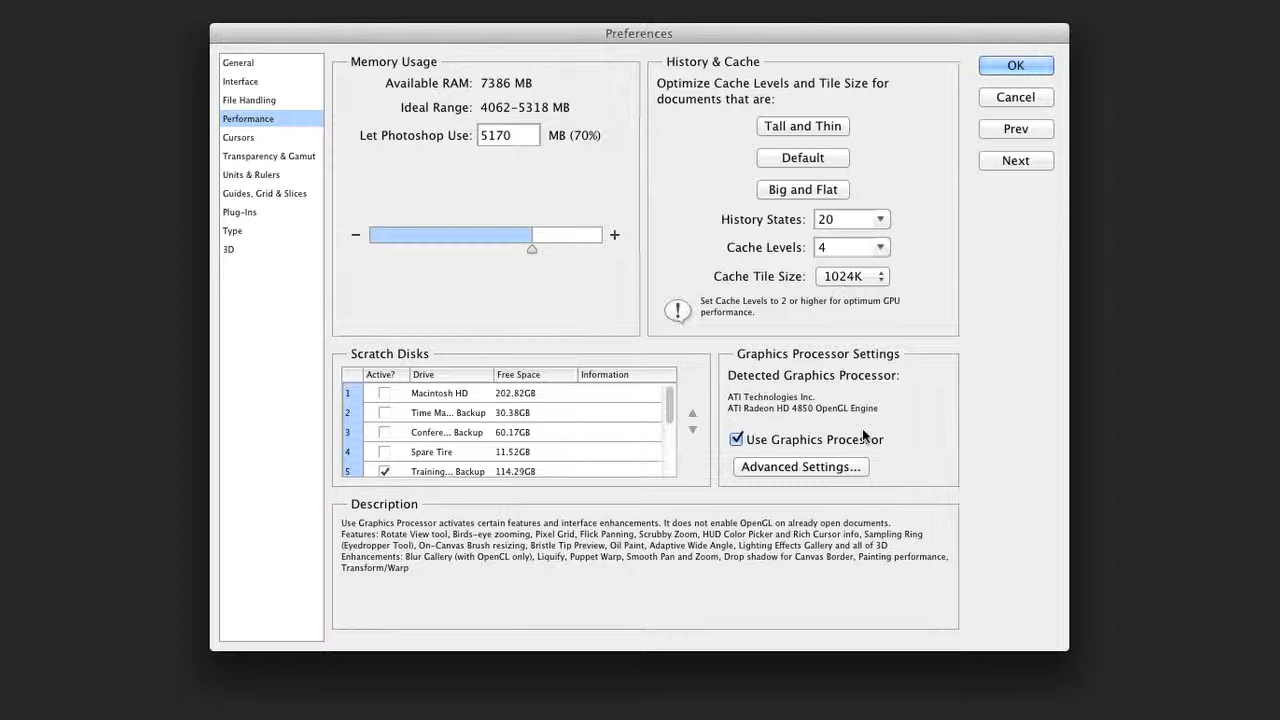 Preferences
General
Interface
File Handling
Performance
Cursors
Transparency & Gamut
Units & Rulers
Guides, Grid & Slices
Plug-Ins
Type
3D
Memory Usage
Available RAM: 7386 MB
Ideal Range: 4062-5318 MB
Let Photoshop Use: 5170 MB (70%)
- +
History & Cache
Optimize Cache Levels and Tile Size for
documents that are:
Tall and Thin
Default
Big and Flat
History States: 20
Cache Levels: 4
Cache Tile Size: 1024K
! Set Cache Levels to 2 or higher for optimum GPU
performance.
OK
Cancel
Prev
Next
Scratch Disks
Active? Drive Free Space Information
1 Macintosh HD 202.82GB
2 Time Ma... Backup 30.38GB
3 Confere... Backup 60.17GB
4 Spare Tire 11.52GB
5 Training... Backup 114.29GB
Graphics Processor Settings
Detected Graphics Processor:
ATI Technologies Inc.
ATI Radeon HD 4850 OpenGL Engine
Use Graphics Processor
Advanced Settings...
Description
Use Graphics Processor activates certain features and interface enhancements. It does not enable OpenGL on already open documents.
Features: Rotate View tool, Birds-eye zooming, Pixel Grid, Flick Panning, Scrubby Zoom, HUD Color Picker and Rich Cursor info, Sampling Ring
(Eyedropper Tool), On-Canvas Brush resizing, Bristle Tip Preview, Oil Paint, Adaptive Wide Angle, Lighting Effects Gallery and all of 3D
Enhancements: Blur Gallery (with OpenCL only), Liquify, Puppet Warp, Smooth Pan and Zoom, Drop shadow for Canvas Border, Painting performance,
Transform/Warp